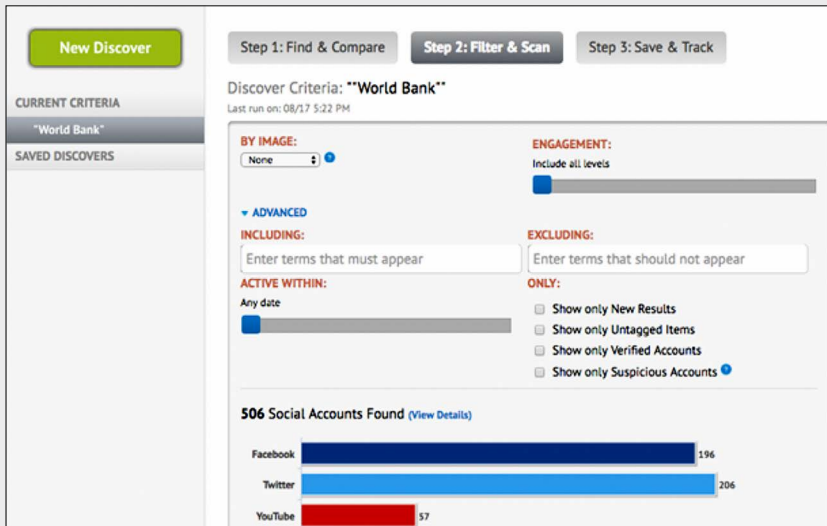 New Discover
CURRENT CRITERIA
"World Bank"
SAVED DISCOVERS
Step 1: Find & Compare
Step 2: Filter & Scan
Step 3: Save & Track
Discover Criteria: ""World Bank""
Last run on: 08/17 5:22 PM
BY IMAGE:
None
?
ENGAGEMENT:
Include all levels
ADVANCED
INCLUDING:
Enter terms that must appear
EXCLUDING:
Enter terms that should not appear
ACTIVE WITHIN:
Any date
ONLY:
Show only New Results
Show only Untagged Items
Show only Verified Accounts
Show only Suspicious Accounts ?
506 Social Accounts Found (View Details)
Facebook 196
Twitter 206
YouTube 57